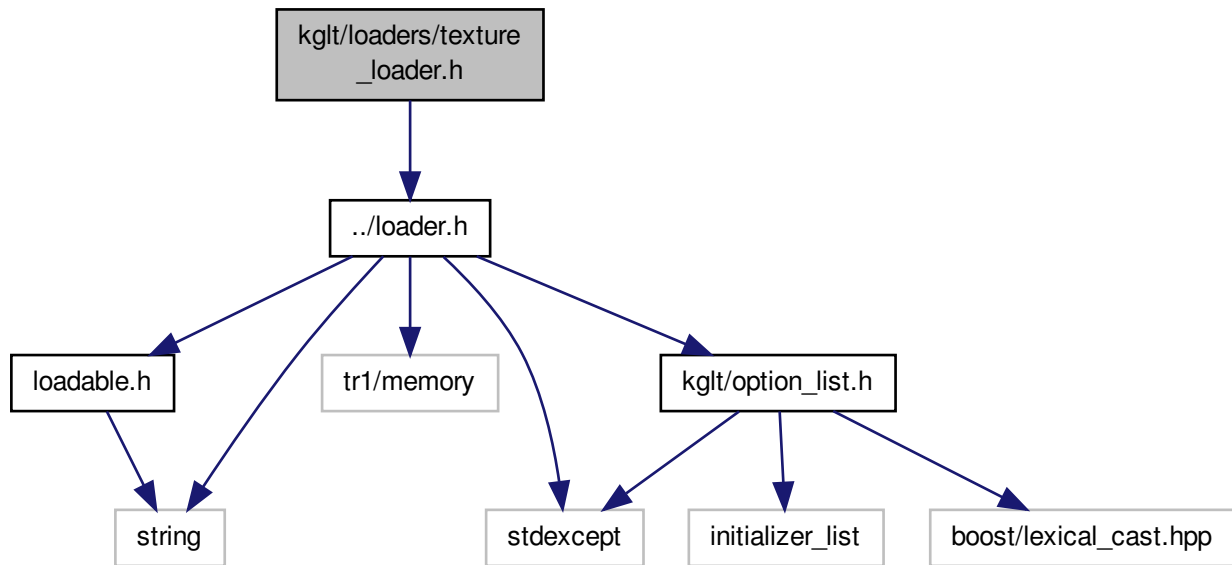 kglt/loaders/texture
_loader.h
../loader.h
loadable.h
tr1/memory
kglt/option_list.h
string
stdexcept
initializer_list
boost/lexical_cast.hpp